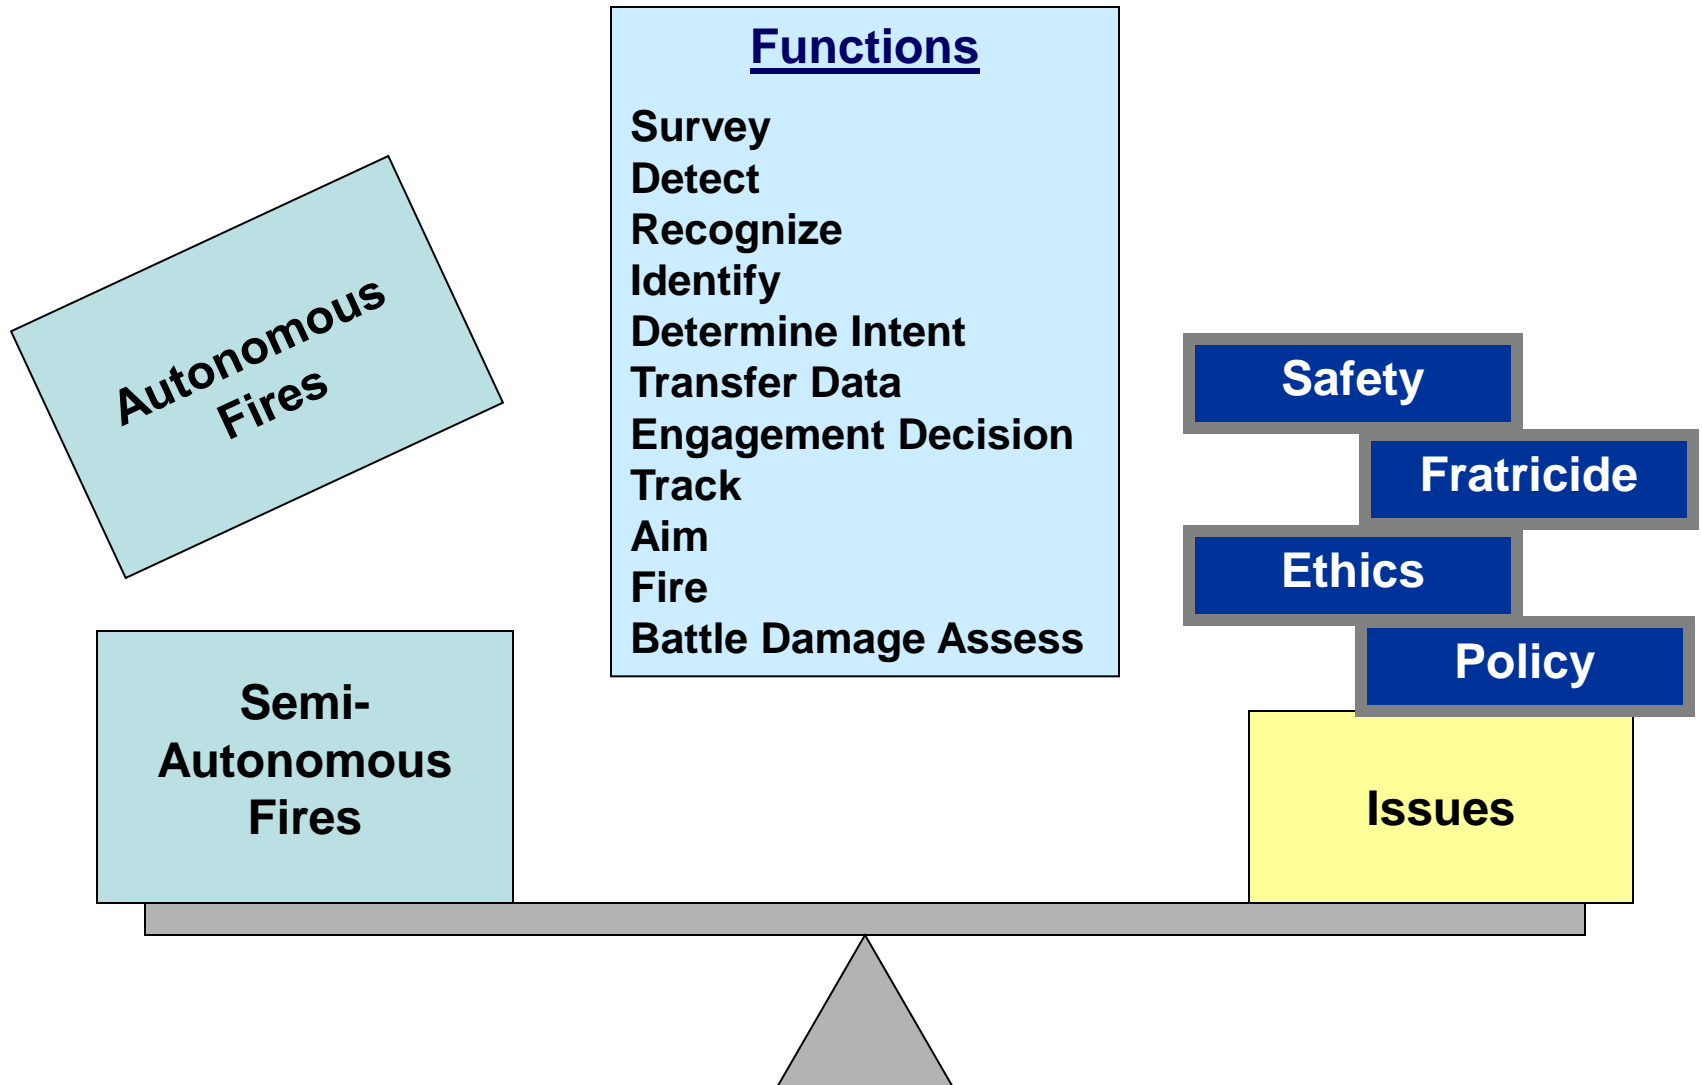 Functions
Survey
Detect
Recognize
Identify
Determine Intent
Transfer Data
Engagement Decision
Track
Aim
Fire
Battle Damage Assess
Autonomous
Fires
Semi-
Autonomous
Fires
Safety
Fratricide
Ethics
Policy
Issues